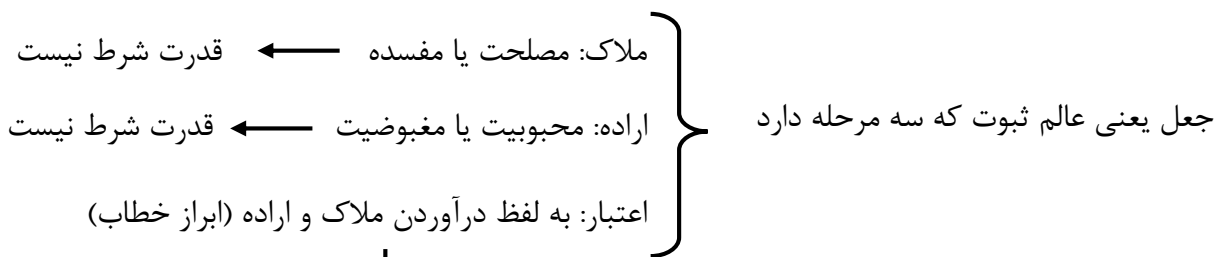 جعل یعنی عالم ثبوت که سه مرحله دارد
ملاک: مصلحت یا مفسده قدرت شرط نیست
اراده: محبوبیت یا مغبوضیت قدرت شرط نیست
اعتبار: به لفظ درآوردن ملاک و اراده (ابراز خطاب)